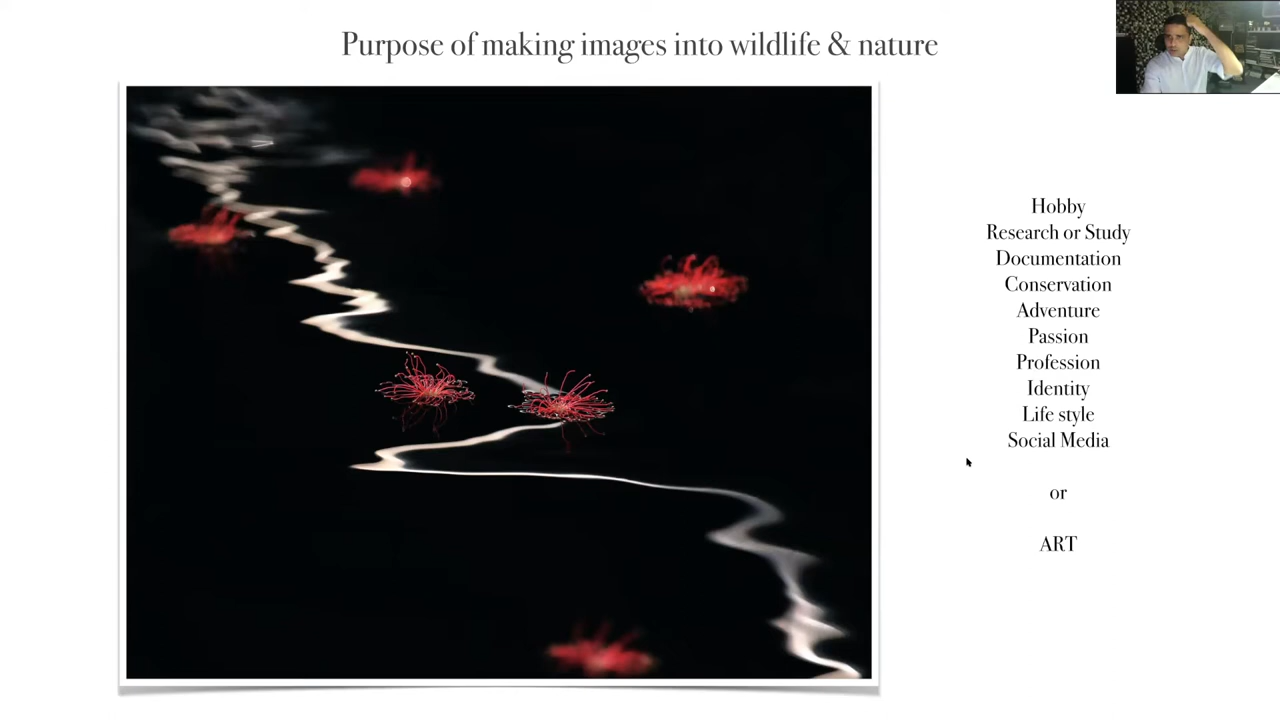 Purpose of making images into wildlife & nature
Hobby
Research or Study
Documentation
Conservation
Adventure
Passion
Profession
Identity
Life style
Social Media
or
ART